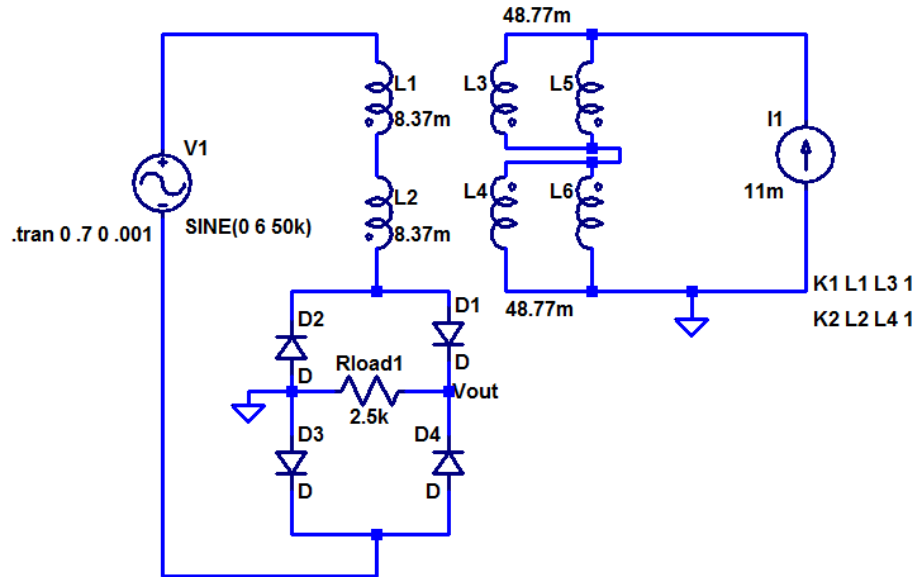 48.77m
L1
8.37m
L3
L5
I1
11m
V1
SINE(0 6 50k)
.tran 0 .7 0 .001
L2
8.37m
L4
L6
48.77m
K1 L1 L3 1
K2 L2 L4 1
D2
D
D1
D
Rload1
2.5k
Vout
D3
D
D4
D